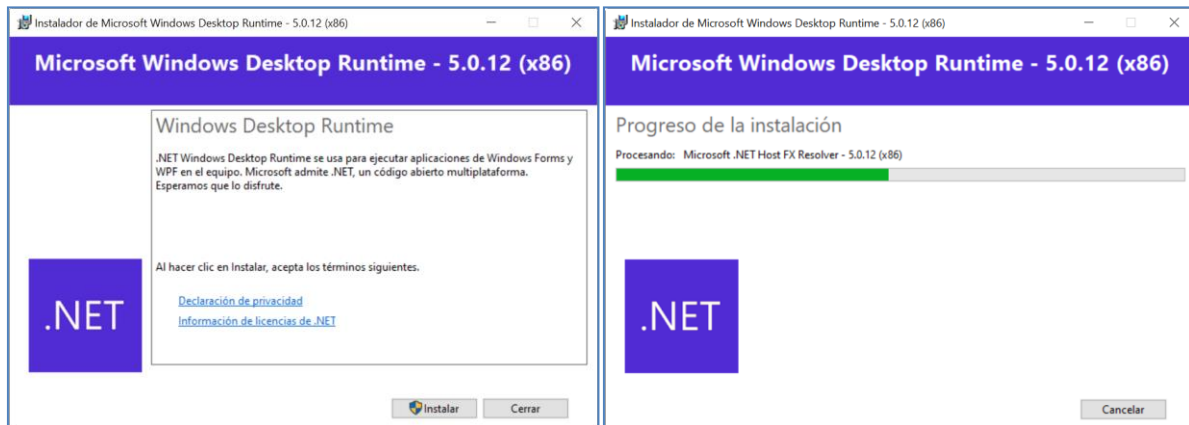 Instalador de Microsoft Windows Desktop Runtime - 5.0.12 (x86)
Microsoft Windows Desktop Runtime - 5.0.12 (x86)
Windows Desktop Runtime
.NET Windows Desktop Runtime se usa para ejecutar aplicaciones de Windows Forms y
WPF en el equipo. Microsoft admite .NET, un código abierto multiplataforma.
Esperamos que lo disfrute.
Al hacer clic en Instalar, acepta los términos siguientes.
Declaración de privacidad
Información de licencias de .NET
.NET
Instalar
Cerrar
Instalador de Microsoft Windows Desktop Runtime - 5.0.12 (x86)
Microsoft Windows Desktop Runtime - 5.0.12 (x86)
Progreso de la instalación
Procesando: Microsoft .NET Host FX Resolver - 5.0.12 (x86)
.NET
Cancelar